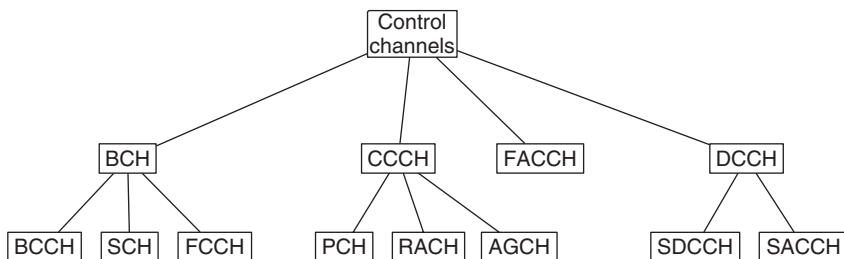 Control
channels
BCH
CCCH
FACCH
DCCH
BCCH
SCH
FCCH
PCH
RACH
AGCH
SDCCH
SACCH